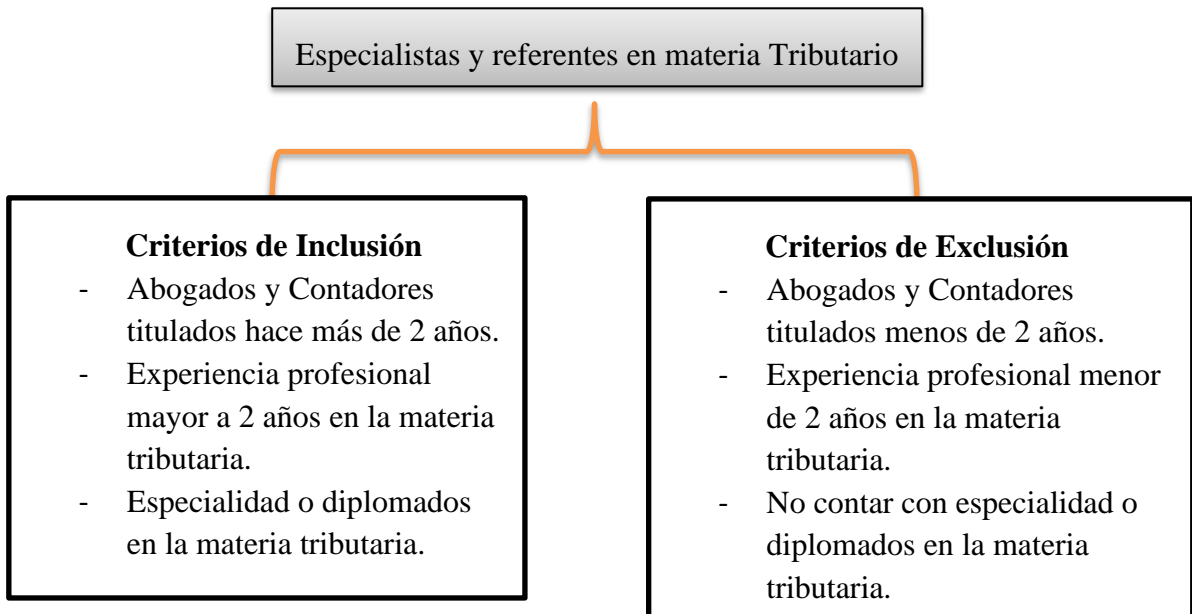 Especialistas y referentes en materia Tributario
Criterios de Inclusión
- Abogados y Contadores
titulados hace más de 2 años.
- Experiencia profesional
mayor a 2 años en la materia
tributaria.
- Especialidad o diplomados
en la materia tributaria.
Criterios de Exclusión
- Abogados y Contadores
titulados menos de 2 años.
- Experiencia profesional menor
de 2 años en la materia
tributaria.
- No contar con especialidad o
diplomados en la materia
tributaria.